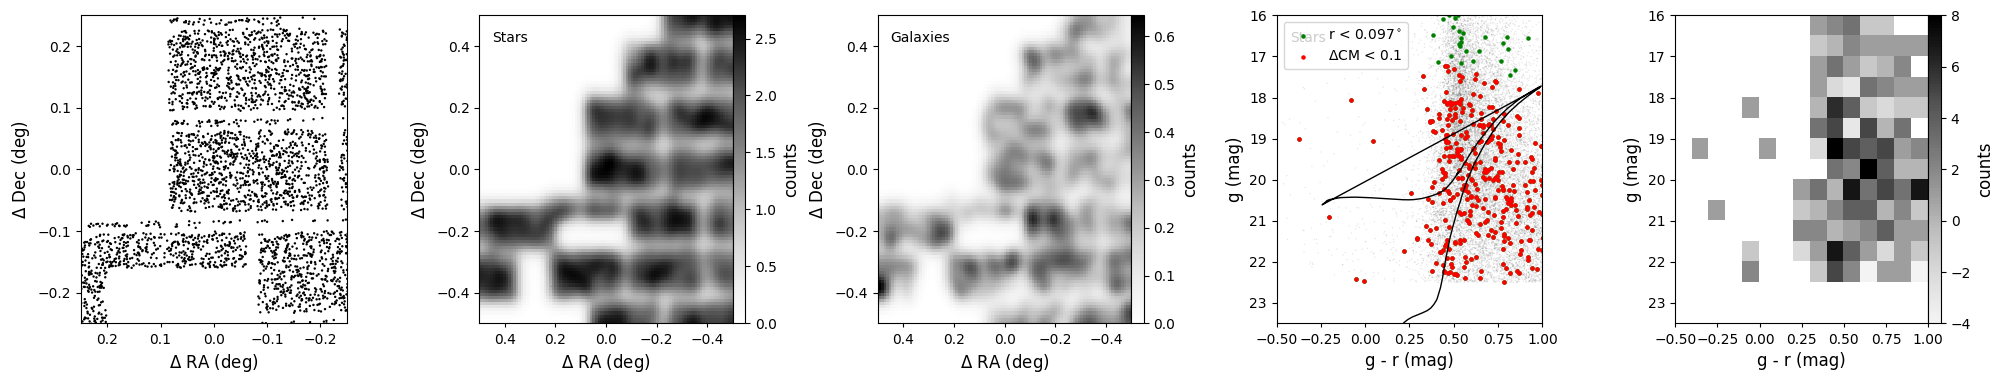 0.2
0.1
0.0
−0.1
−0.2
0.2 0.1 0.0 −0.1 −0.2
Δ RA (deg)
Δ Dec (deg)
Stars
0.4
0.2
0.0
−0.2
−0.4
0.4 0.2 0.0 −0.2 −0.4
Δ RA (deg)
Δ Dec (deg)
2.5
2.0
1.5
1.0
0.5
0.0
counts
Galaxies
0.4
0.2
0.0
−0.2
−0.4
0.4 0.2 0.0 −0.2 −0.4
Δ RA (deg)
Δ Dec (deg)
0.6
0.5
0.4
0.3
0.2
0.1
0.0
counts
Stars
r < 0.097°
ΔCM < 0.1
16
17
18
19
20
21
22
23
−0.50 −0.25 0.00 0.25 0.50 0.75 1.00
g - r (mag)
g (mag)
16
17
18
19
20
21
22
23
−0.50 −0.25 0.00 0.25 0.50 0.75 1.00
g - r (mag)
g (mag)
8
6
4
2
0
−2
−4
counts